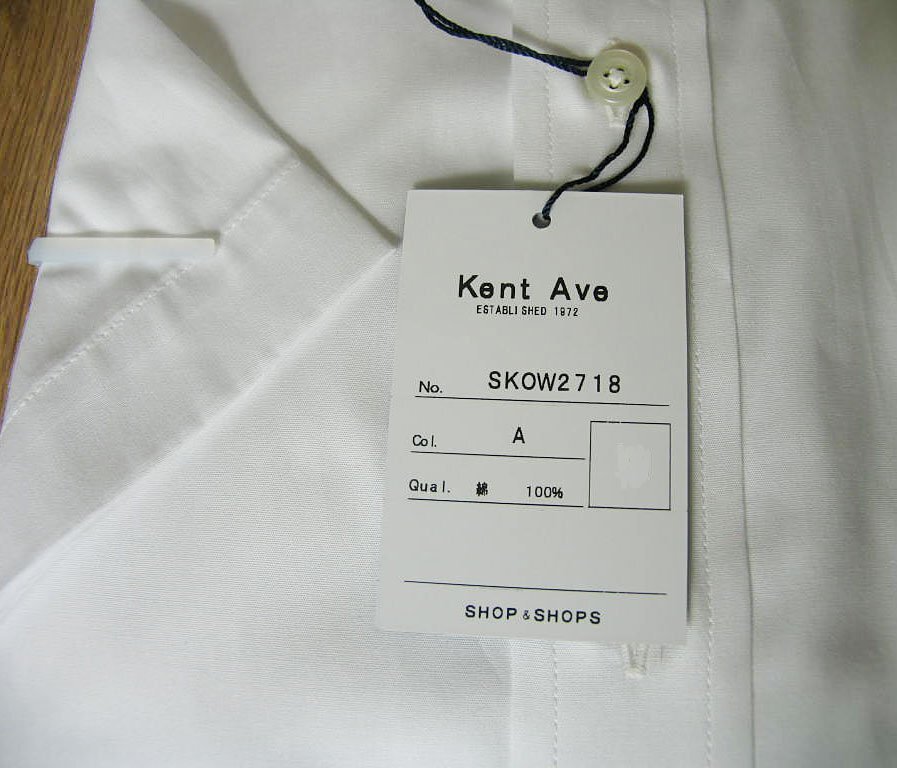 Kent Ave
ESTABLISHED 1972
No. SKOW2718
Col. A
Qual. 綿 100%
SHOP & SHOPS